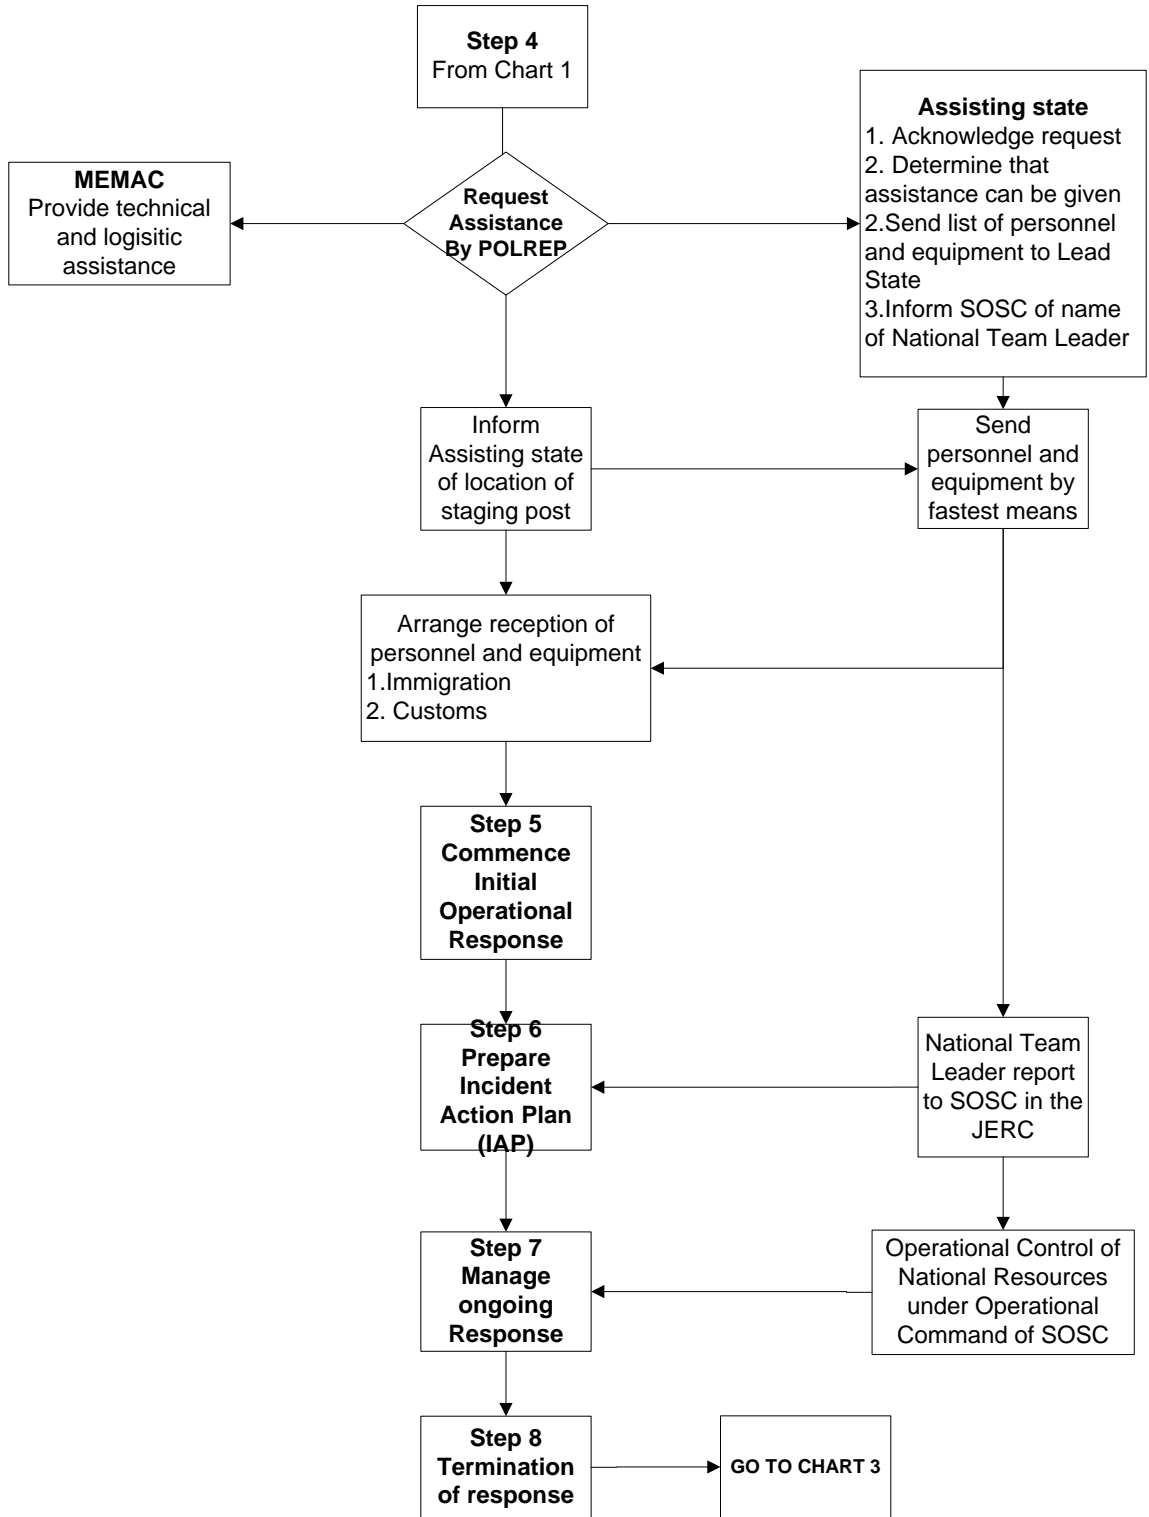 Step 4
From Chart 1
MEMAC
Provide technical
and logisitic
assistance
Request
Assistance
By POLREP
Assisting state
1. Acknowledge request
2. Determine that
assistance can be given
2.Send list of personnel
and equipment to Lead
State
3.Inform SOSC of name
of National Team Leader
Inform
Assisting state
of location of
staging post
Send
personnel and
equipment by
fastest means
Arrange reception of
personnel and equipment
1.Immigration
2. Customs
Step 5
Commence
Initial
Operational
Response
Step 6
Prepare
Incident
Action Plan
(IAP)
National Team
Leader report
to SOSC in the
JERC
Step 7
Manage
ongoing
Response
Operational Control of
National Resources
under Operational
Command of SOSC
Step 8
Termination
of response
GO TO CHART 3